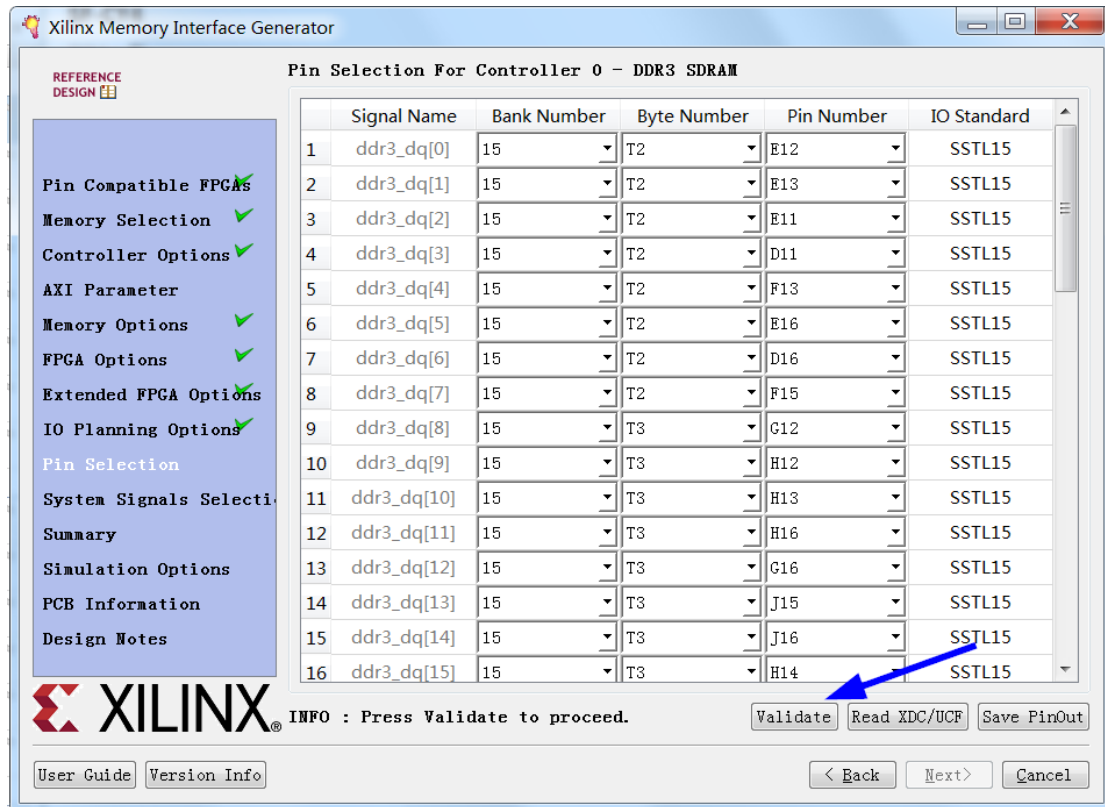 Xilinx Memory Interface Generator
REFERENCE
DESIGN
Pin Selection For Controller 0 - DDR3 SDRAM
Pin Compatible FPGAs
Memory Selection
Controller Options
AXI Parameter
Memory Options
FPGA Options
Extended FPGA Options
IO Planning Options
Pin Selection
System Signals Selecti
Summary
Simulation Options
PCB Information
Design Notes
Signal Name Bank Number Byte Number Pin Number IO Standard
1 ddr3_dq[0] 15 T2 E12 SSTL15
2 ddr3_dq[1] 15 T2 E13 SSTL15
3 ddr3_dq[2] 15 T2 E11 SSTL15
4 ddr3_dq[3] 15 T2 D11 SSTL15
5 ddr3_dq[4] 15 T2 F13 SSTL15
6 ddr3_dq[5] 15 T2 E16 SSTL15
7 ddr3_dq[6] 15 T2 D16 SSTL15
8 ddr3_dq[7] 15 T2 F15 SSTL15
9 ddr3_dq[8] 15 T3 G12 SSTL15
10 ddr3_dq[9] 15 T3 H12 SSTL15
11 ddr3_dq[10] 15 T3 H13 SSTL15
12 ddr3_dq[11] 15 T3 H16 SSTL15
13 ddr3_dq[12] 15 T3 G16 SSTL15
14 ddr3_dq[13] 15 T3 J15 SSTL15
15 ddr3_dq[14] 15 T3 J16 SSTL15
16 ddr3_dq[15] 15 T3 H14 SSTL15
XILINX®
INFO : Press Validate to proceed.
Validate Read XDC/UCF Save PinOut
User Guide Version Info < Back Next> Cancel